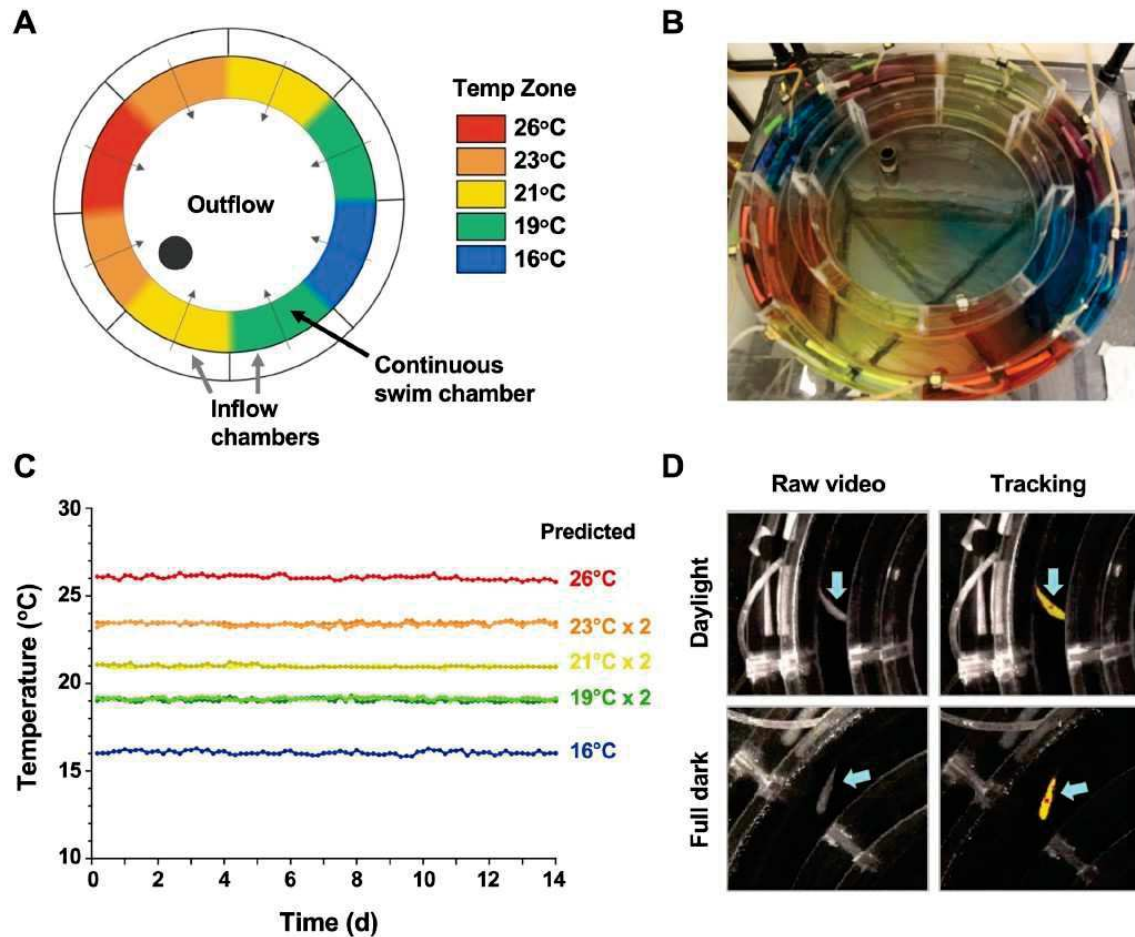 A
Temp Zone
26°C
23°C
21°C
19°C
16°C
Outflow
Continuous
swim chamber
Inflow
chambers
B
C
30
25
20
15
10
Temperature (°C)
0 2 4 6 8 10 12 14
Time (d)
Predicted
26°C
23°C x 2
21°C x 2
19°C x 2
16°C
D
Raw video Tracking
Daylight
Full dark